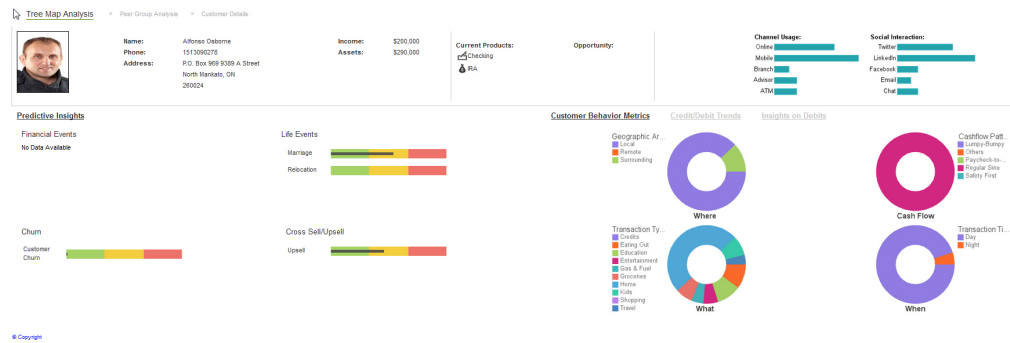 Tree Map Analysis > Peer Group Analysis > Customer Details
Name: Alfonso Osborne
Phone: 1513090278
Address: P.O. Box 969 9389 A Street
North Mankato, ON
260024
Income: $200,000
Assets: $290,000
Current Products:
Checking
IRA
Opportunity:
Channel Usage:
Online
Mobile
Branch
Advisor
ATM
Social Interaction:
Twitter
LinkedIn
Facebook
Email
Chat
Predictive Insights
Financial Events
No Data Available
Life Events
Marriage
Relocation
Churn
Customer
Churn
Cross Sell/Upsell
Upsell
Customer Behavior Metrics Credit/Debit Trends Insights on Debits
Geographic Ar...
Local
Remote
Surrounding
Where
Cashflow Patt...
Lumpy-Bumpy
Others
Paycheck-to-...
Regular Sine
Satiny First
Cash Flow
Transaction Ty...
Credits
Eating Out
Education
Entertainment
Gas & Fuel
Groceries
Home
Kids
Shopping
Travel
What
Transaction Ti...
Day
Night
When
© Copyright